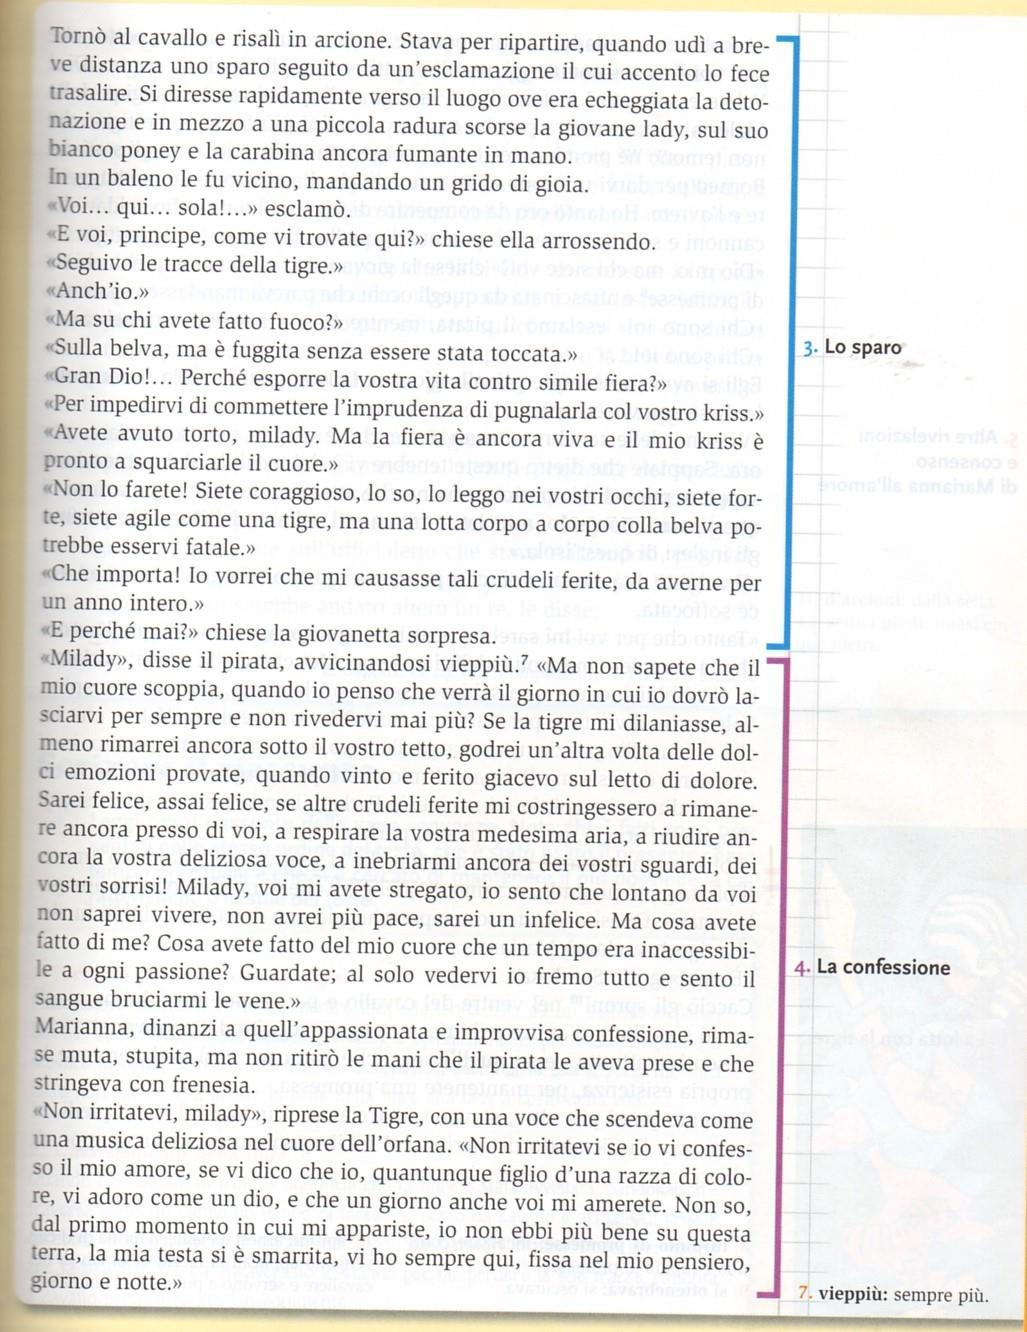 Tornò al cavallo e risalì in arcione. Stava per ripartire, quando udì a bre-
ve distanza uno sparo seguito da un'esclamazione il cui accento lo fece
trasalire. Si diresse rapidamente verso il luogo ove era echeggiata la deto-
nazione e in mezzo a una piccola radura scorse la giovane lady, sul suo
bianco poney e la carabina ancora fumante in mano.
In un baleno le fu vicino, mandando un grido di gioia.
«Voi... qui... sola!...» esclamò.
«E voi, principe, come vi trovate qui?» chiese ella arrossendo.
«Seguivo le tracce della tigre.»
«Anch'io.»
«Ma su chi avete fatto fuoco?»
«Sulla belva, ma è fuggita senza essere stata toccata.»
«Gran Dio!... Perché esporre la vostra vita contro simile fiera?»
«Per impedirvi di commettere l'imprudenza di pugnalarla col vostro kriss.»
«Avete avuto torto, milady. Ma la fiera è ancora viva e il mio kriss è
pronto a squarciarle il cuore.»
«Non lo farete! Siete coraggioso, lo so, lo leggo nei vostri occhi, siete for-
te, siete agile come una tigre, ma una lotta corpo a corpo colla belva po-
trebbe esservi fatale.»
«Che importa! Io vorrei che mi causasse tali crudeli ferite, da averne per
un anno intero.»
«E perché mai?» chiese la giovanetta sorpresa.
3. Lo sparo
«Milady», disse il pirata, avvicinandosi vieppiù.⁷ «Ma non sapete che il
mio cuore scoppia, quando io penso che verrà il giorno in cui io dovrò la-
sciarvi per sempre e non rivedervi mai più? Se la tigre mi dilaniasse, al-
meno rimarrei ancora sotto il vostro tetto, godrei un'altra volta delle dol-
ci emozioni provate, quando vinto e ferito giacevo sul letto di dolore.
Sarei felice, assai felice, se altre crudeli ferite mi costringessero a rimane-
re ancora presso di voi, a respirare la vostra medesima aria, a udire an-
cora la vostra deliziosa voce, a inebriarmi ancora dei vostri sguardi, dei
vostri sorrisi! Milady, voi mi avete stregato, io sento che lontano da voi
non saprei vivere, non avrei più pace, sarei un infelice. Ma cosa avete
fatto di me? Cosa avete fatto del mio cuore che un tempo era inaccessibi-
le a ogni passione? Guardate; al solo vedervi io fremo tutto e sento il
sangue bruciarmi le vene.»
Marianna, dinanzi a quell'appassionata e improvvisa confessione, rima-
se muta, stupita, ma non ritirò le mani che il pirata le aveva prese e che
stringeva con frenesia.
«Non irritatevi, milady», riprese la Tigre, con una voce che scendeva come
una musica deliziosa nel cuore dell'orfana. «Non irritatevi se io vi confes-
so il mio amore, se vi dico che io, quantunque figlio d'una razza di colo-
re, vi adoro come un dio, e che un giorno anche voi mi amerete. Non so,
dal primo momento in cui mi appariste, io non ebbi più bene su questa
terra, la mia testa si è smarrita, vi ho sempre qui, fissa nel mio pensiero,
giorno e notte.»
4. La confessione
7. vieppiù: sempre più.